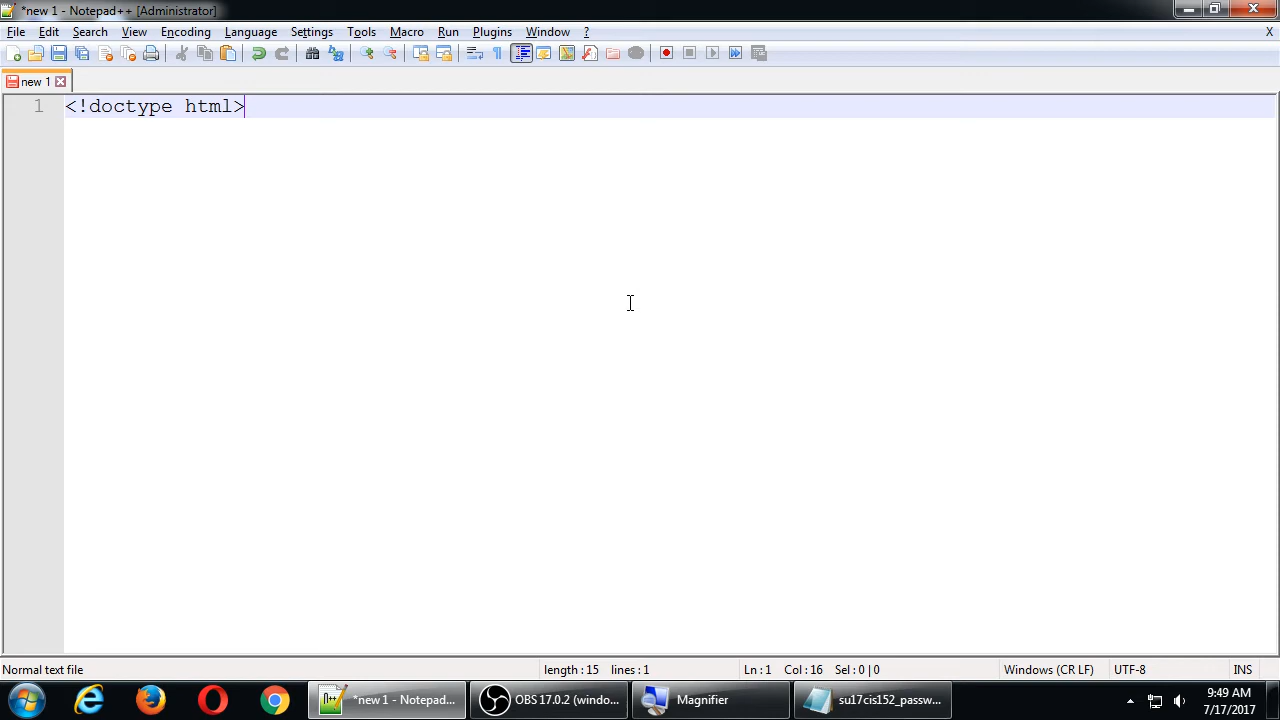 *new 1 - Notepad++ [Administrator]
File Edit Search View Encoding Language Settings Tools Macro Run Plugins Window ? X
new 1
1 <!doctype html>
Normal text file length : 15 lines : 1 Ln : 1 Col : 16 Sel : 0 | 0 Windows (CR LF) UTF-8 INS
*new 1 - Notepad... OBS 17.0.2 (windo... Magnifier su17cis152_passw... 9:49 AM
7/17/2017